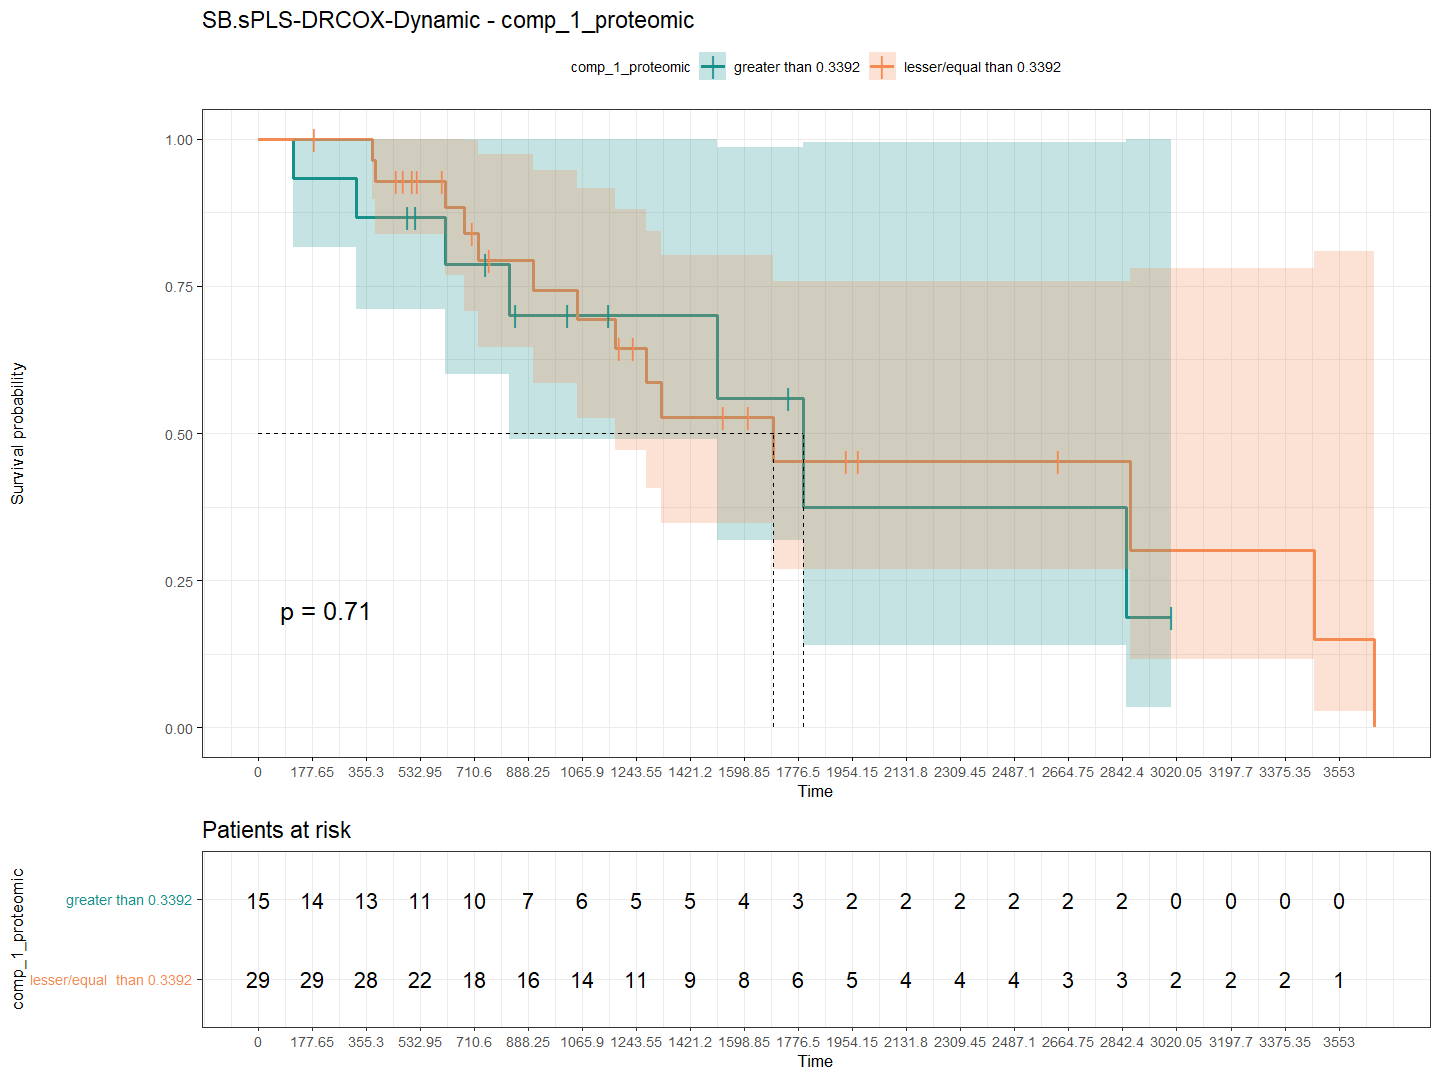 SB.sPLS-DRCOX-Dynamic - comp_1_proteomic
comp_1_proteomic greater than 0.3392 lesser/equal than 0.3392
Survival probability
1.00
0.75
0.50
0.25
0.00
p = 0.71
0 177.65 355.3 532.95 710.6 888.25 1065.9 1243.55 1421.2 1598.85 1776.5 1954.15 2131.8 2309.45 2487.1 2664.75 2842.4 3020.05 3197.7 3375.35 3553
Time
Patients at risk
comp_1_proteomic
greater than 0.3392 15 14 13 11 10 7 6 5 5 4 3 2 2 2 2 2 2 0 0 0 0
lesser/equal  than 0.3392 29 29 28 22 18 16 14 11 9 8 6 5 4 4 4 3 3 2 2 2 1
0 177.65 355.3 532.95 710.6 888.25 1065.9 1243.55 1421.2 1598.85 1776.5 1954.15 2131.8 2309.45 2487.1 2664.75 2842.4 3020.05 3197.7 3375.35 3553
Time